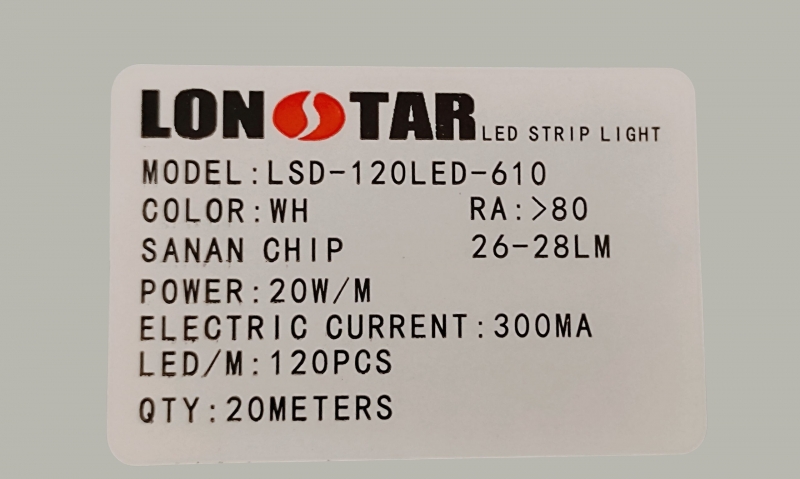 LONSTAR LED STRIP LIGHT
MODEL:LSD-120LED-610
COLOR:WH RA:>80
SANAN CHIP 26-28LM
POWER:20W/M
ELECTRIC CURRENT:300MA
LED/M:120PCS
QTY:20METERS